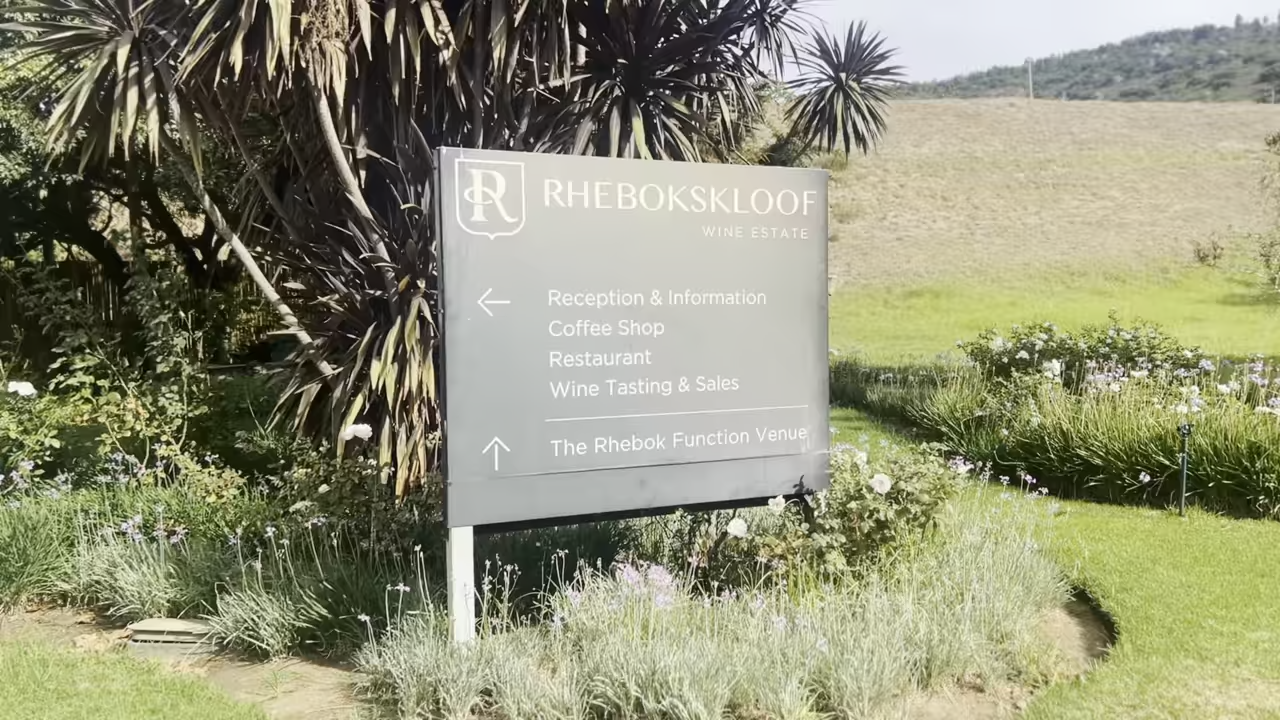 R
RHEBOKSKLOOF
WINE ESTATE
← Reception & Information
Coffee Shop
Restaurant
Wine Tasting & Sales
↑ The Rhebok Function Venue